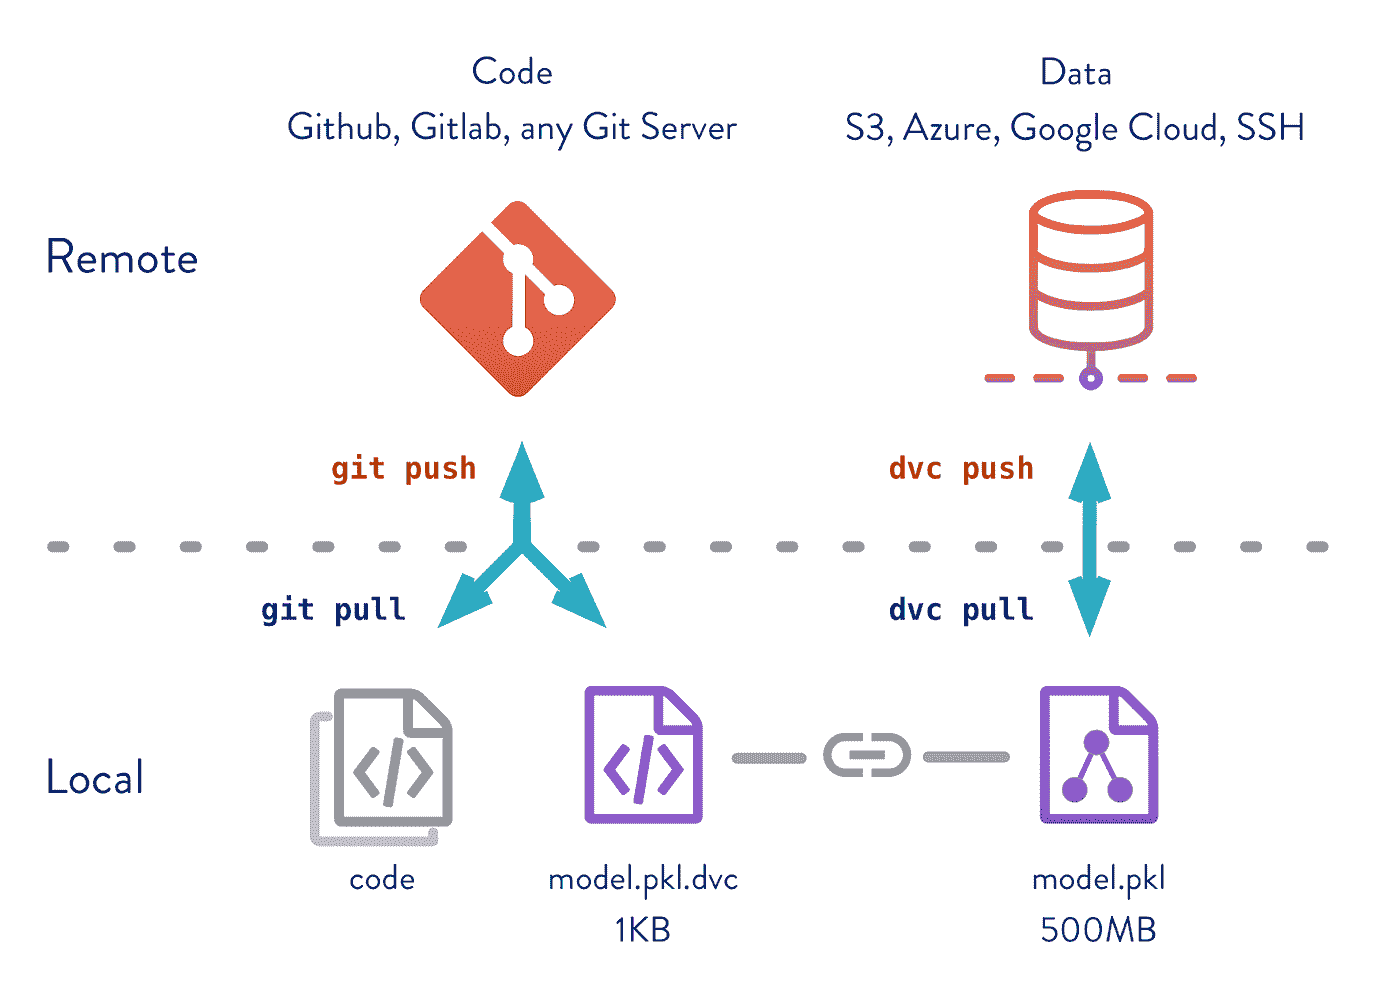 Code
Github, Gitlab, any Git Server
Data
S3, Azure, Google Cloud, SSH
Remote
git push
dvc push
git pull
dvc pull
Local
code
model.pkl.dvc
1KB
model.pkl
500MB